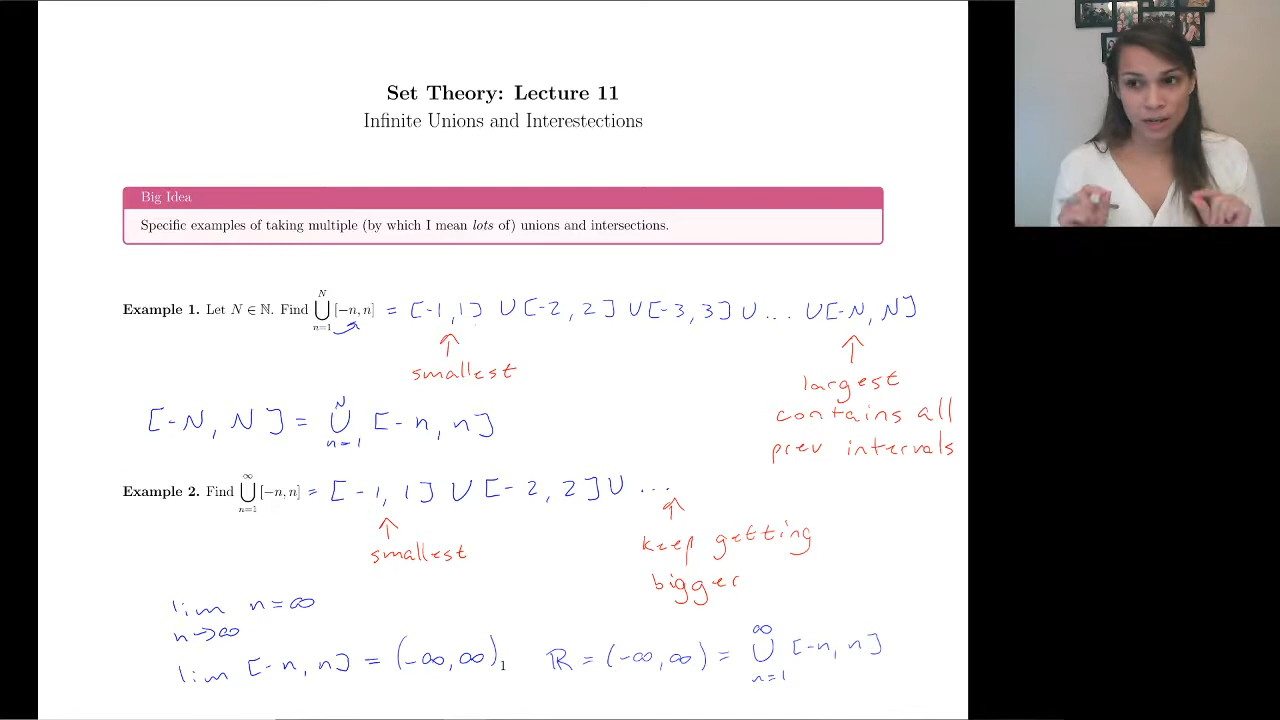 Set Theory: Lecture 11
Infinite Unions and Interestections
Big Idea
Specific examples of taking multiple (by which I mean lots of) unions and intersections.
Example 1. Let N ∈ ℕ. Find ⋃_{n=1}^{N} [−n, n] = [-1, 1] ∪ [-2, 2] ∪ [-3, 3] ∪ ... ∪ [-N, N]
smallest
largest
contains all
prev intervals
[-N, N] = ⋃_{n=1}^{N} [-n, n]
Example 2. Find ⋃_{n=1}^{∞} [−n, n] = [-1, 1] ∪ [-2, 2] ∪ ...
smallest
keep getting
bigger
lim n = ∞
n→∞
lim [-n, n] = (-∞, ∞)
1
ℝ = (-∞, ∞) = ⋃_{n=1}^{∞} [-n, n]